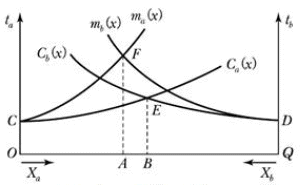 t_a
m_b(x)
m_a(x)
t_b
C_b(x)
F
C_a(x)
C
E
D
O
A
B
Q
X_a
X_b